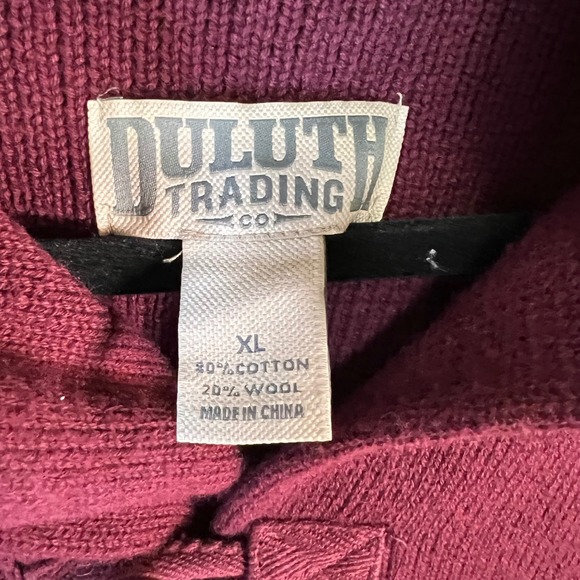 DULUTH
TRADING
CO
XL
80% COTTON
20% WOOL
MADE IN CHINA